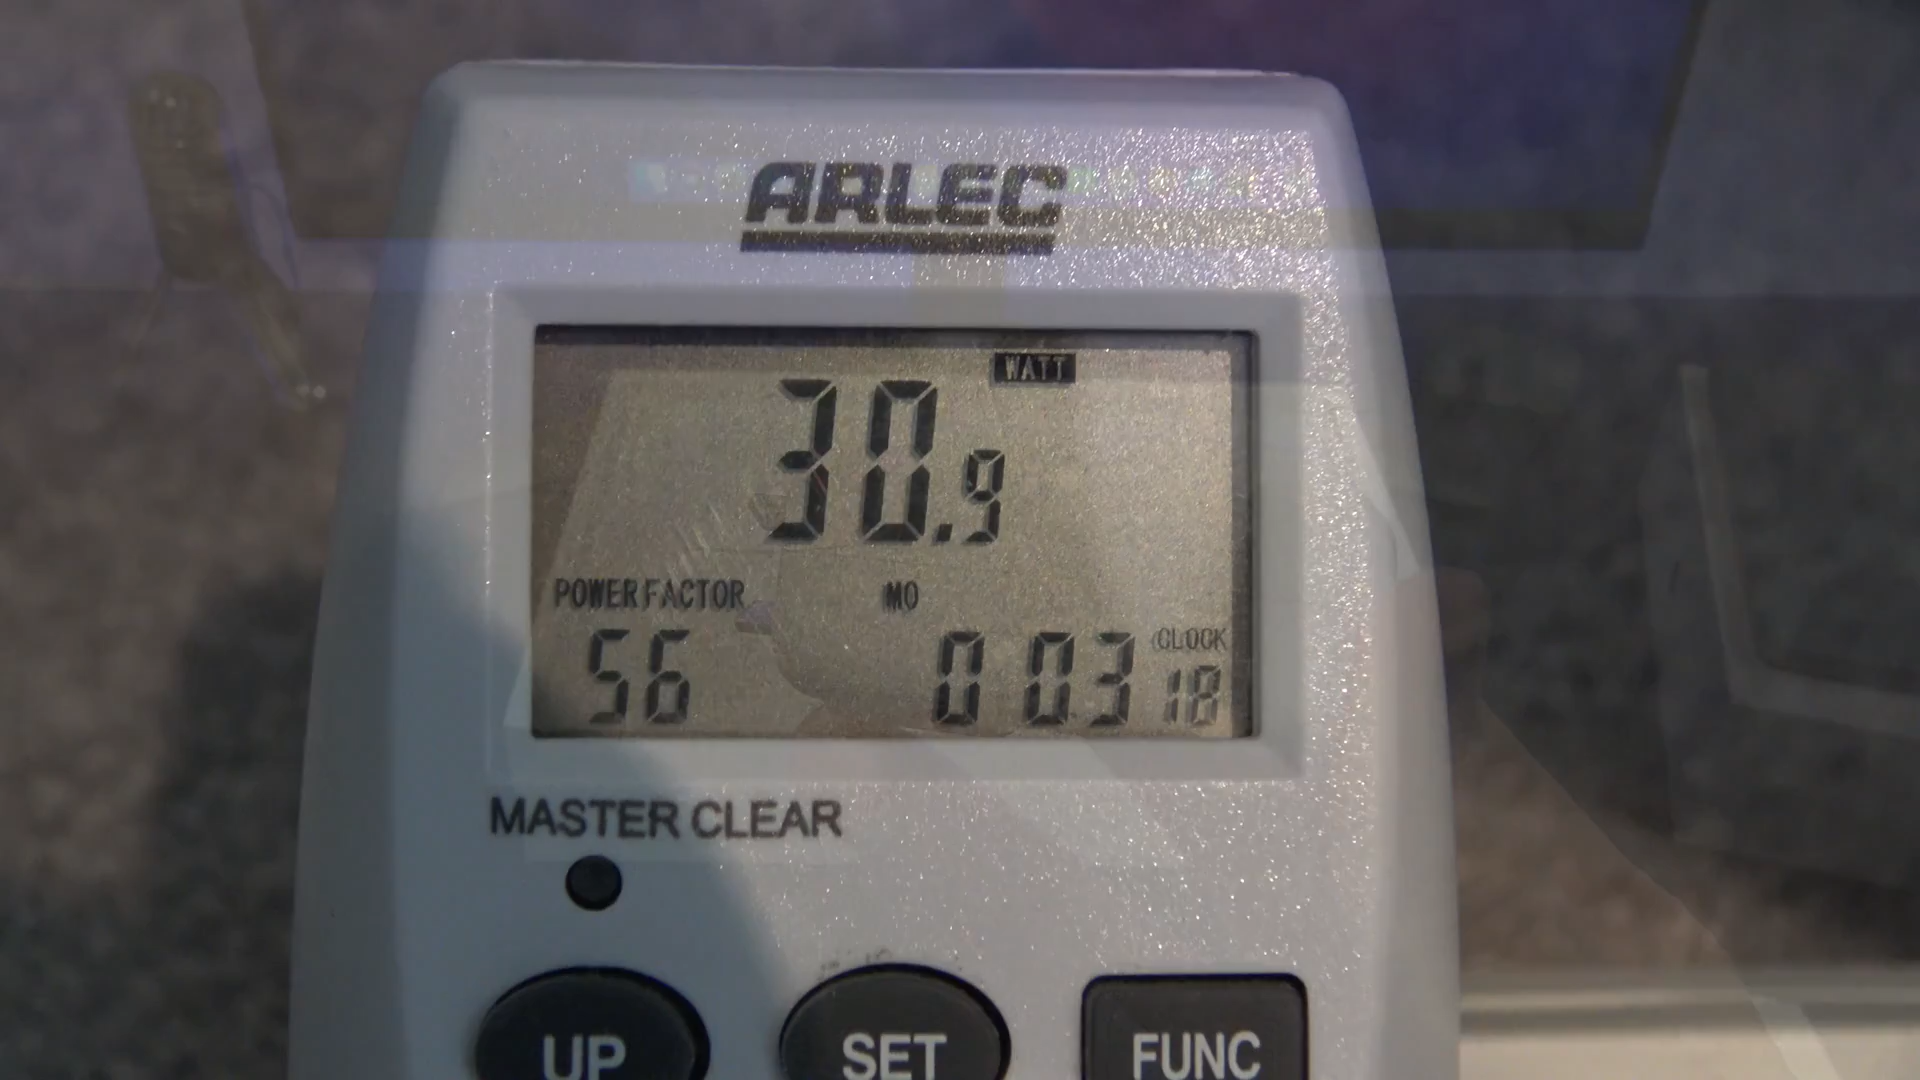 ARLEC
WATT
30.9
POWER FACTOR MO
56 0 03 CLOCK 18
MASTER CLEAR
UP SET FUNC